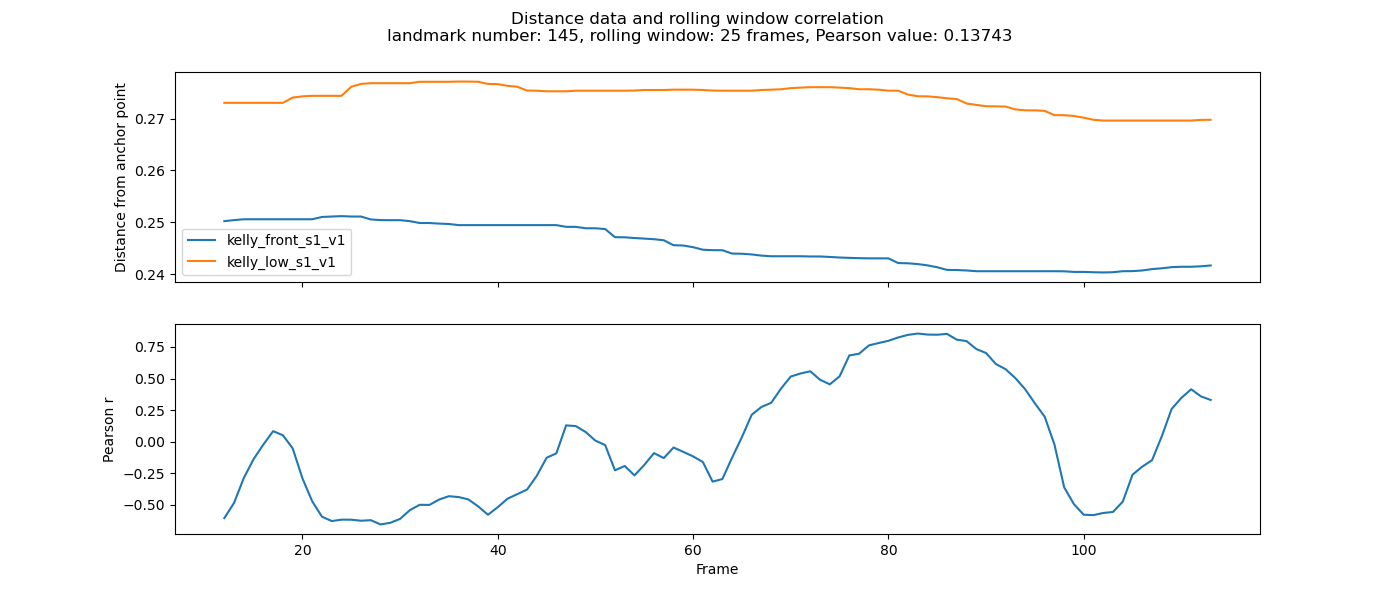 Distance data and rolling window correlation
landmark number: 145, rolling window: 25 frames, Pearson value: 0.13743
Distance from anchor point
0.27
0.26
0.25
0.24
kelly_front_s1_v1
kelly_low_s1_v1
Pearson r
0.75
0.50
0.25
0.00
−0.25
−0.50
20
40
60
80
100
Frame